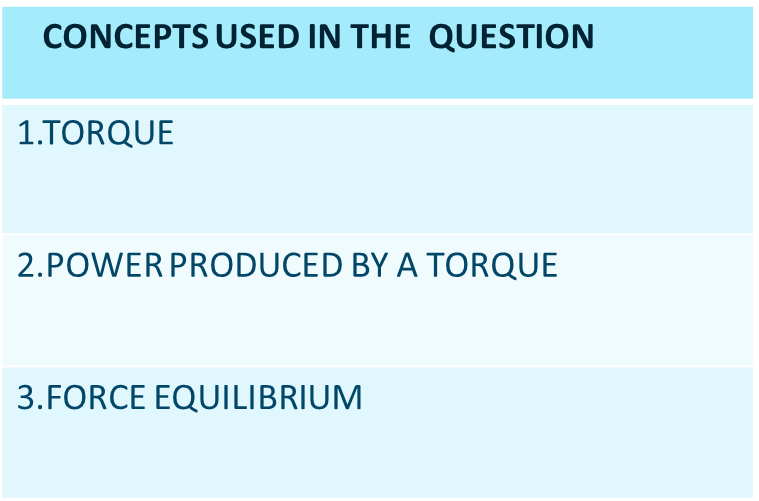 CONCEPTS USED IN THE QUESTION
1.TORQUE
2.POWER PRODUCED BY A TORQUE
3.FORCE EQUILIBRIUM